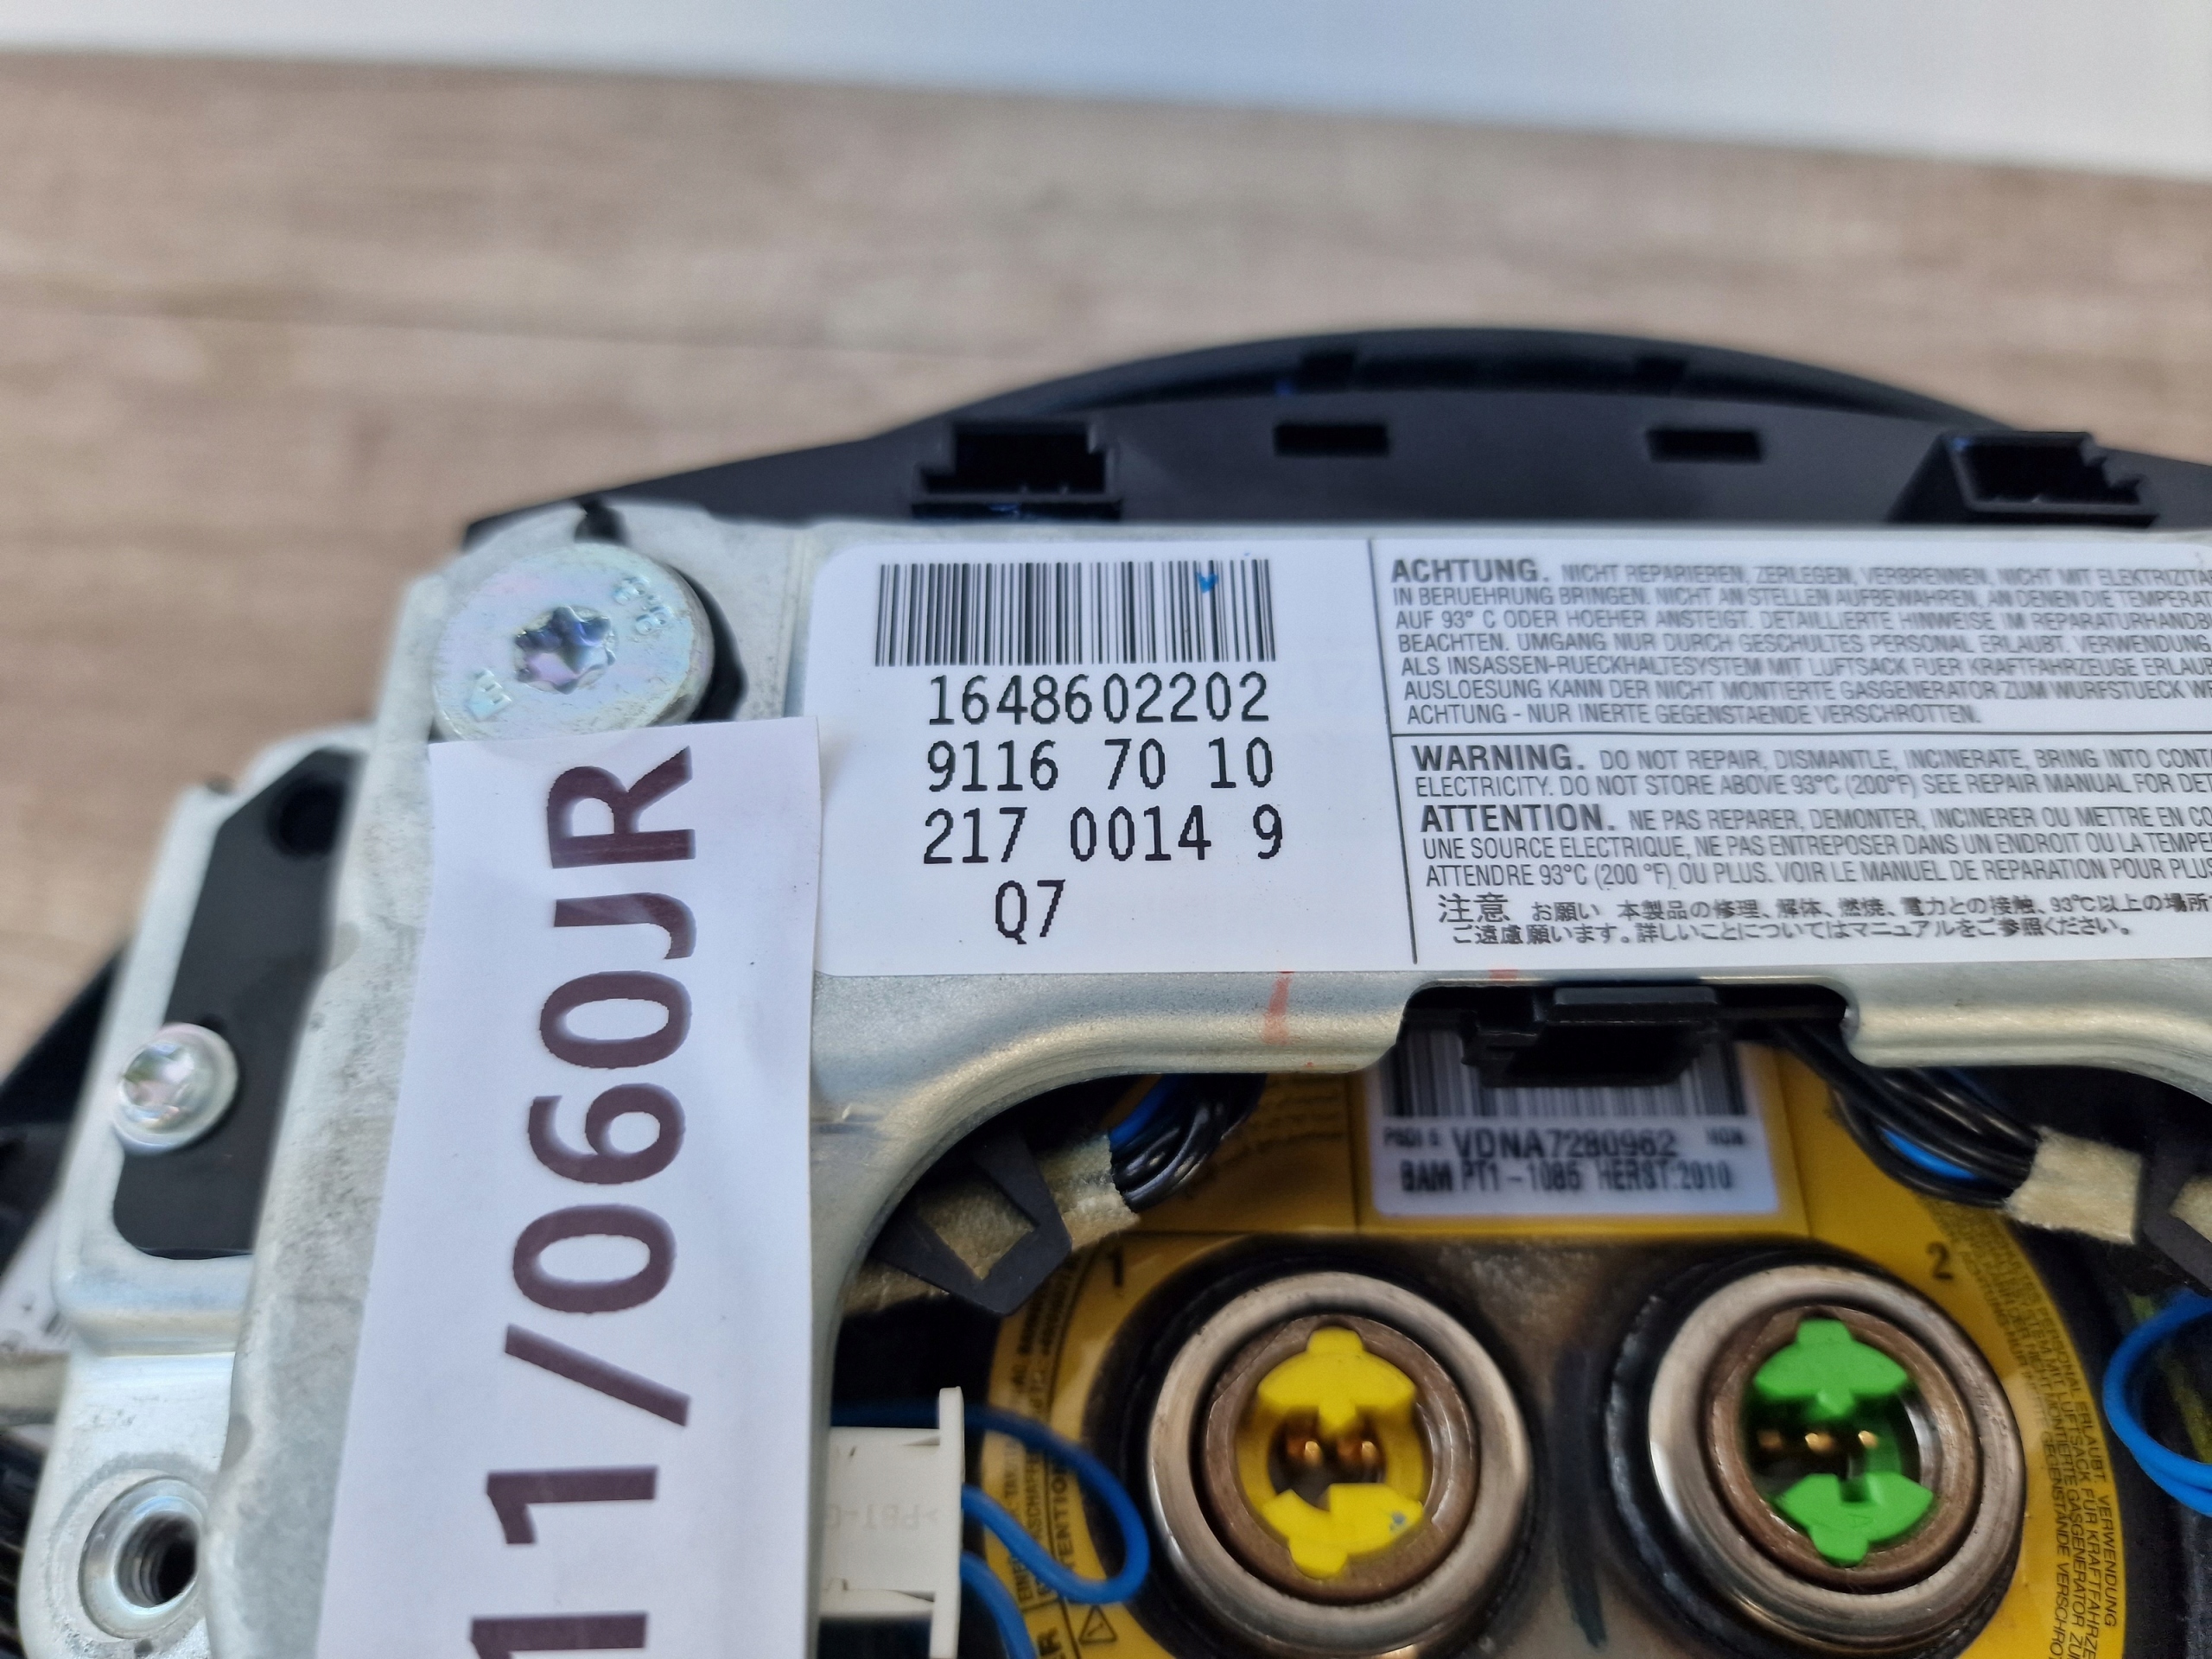 1648602202
9116 70 10
217 0014 9
Q7
ACHTUNG. NICHT REPARIEREN, ZERLEGEN, VERBRENNEN, NICHT MIT ELEKTRIZITA
IN BERUEHRUNG BRINGEN. NICHT AN STELLEN AUFBEWAHREN, AN DENEN DIE TEMPERAT
AUF 93° C ODER HOEHER ANSTEIGT. DETAILLIERTE HINWEISE IM REPARATURHANDB
BEACHTEN. UMGANG NUR DURCH GESCHULTES PERSONAL ERLAUBT. VERWENDUNG
ALS INSASSEN-RUECKHALTESYSTEM MIT LUFTSACK FUER KRAFTFAHRZEUGE ERLAU
AUSLOESUNG KANN DER NICHT MONTIERTE GASGENERATOR ZUM WURFSTUECK WE
ACHTUNG - NUR INERTE GEGENSTAENDE VERSCHROTTEN.
WARNING. DO NOT REPAIR, DISMANTLE, INCINERATE, BRING INTO CONT
ELECTRICITY. DO NOT STORE ABOVE 93°C (200°F) SEE REPAIR MANUAL FOR DET
ATTENTION. NE PAS REPARER, DEMONTER, INCINERER OU METTRE EN CO
UNE SOURCE ELECTRIQUE, NE PAS ENTREPOSER DANS UN ENDROIT OU LA TEMPER
ATTENDRE 93°C (200 °F) OU PLUS. VOIR LE MANUEL DE REPARATION POUR PLUS
注意 お願い 本製品の修理、解体、燃焼、電力との接触、93℃以上の場所
ご遠慮願います。詳しいことについてはマニュアルをご参照ください。
11/060JR
VDNA7280962
BAM PT1-1085 HERST:2010
1
2